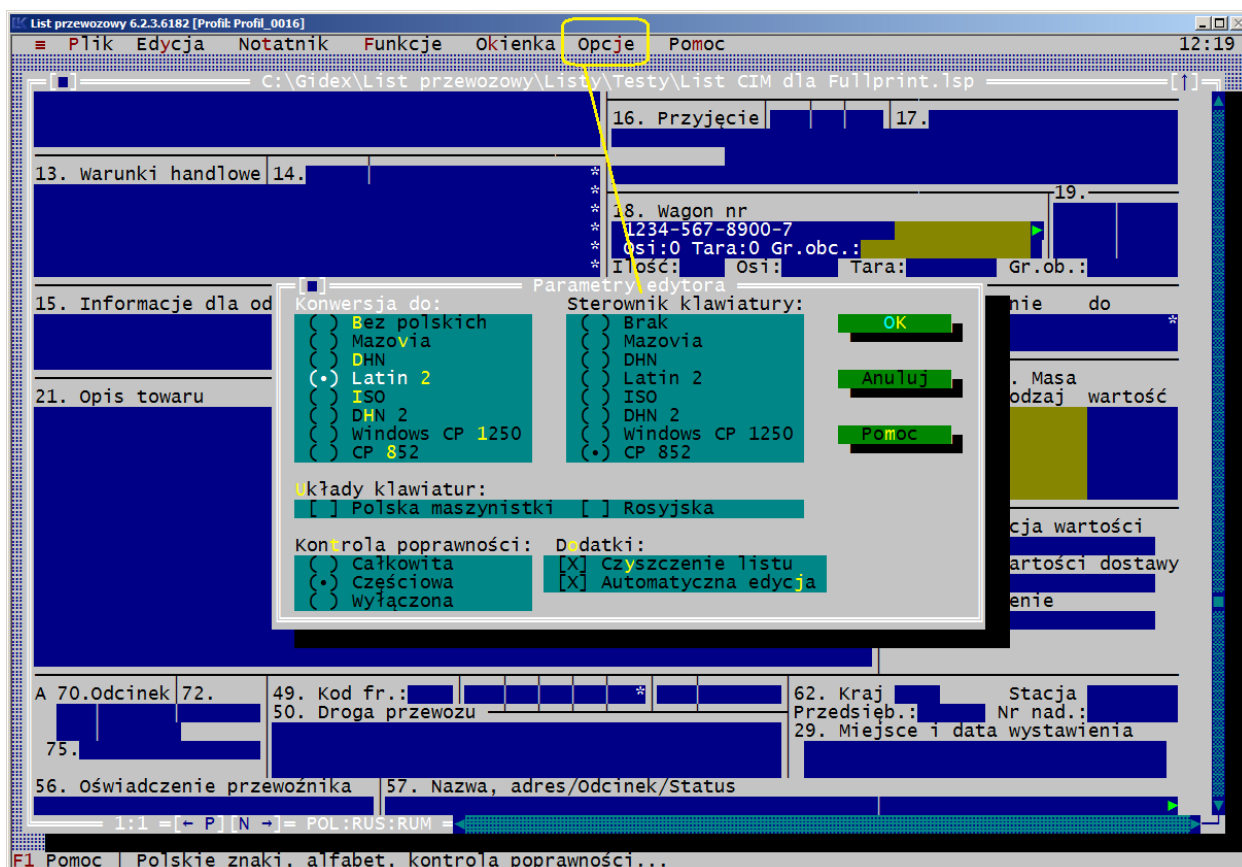 List przewozowy 6.2.3.6182 [Profil: Profil_0016]
≡ Plik Edycja Notatnik Funkcje Okienka Opcje Pomoc 12:19
[■] C:\Gidex\List przewozowy\Listy\Testy\List CIM dla Fullprint.lsp [↑]
16. Przyjęcie 17.
13. Warunki handlowe 14. *
*
19.
* 18. Wagon nr
* 1234-567-8900-7 ►
* Osi:0 Tara:0 Gr.obc.:
* Ilość: Osi: Tara: Gr.ob.:
[■] Parametry edytora
15. Informacje dla od
Konwersja do: Sterownik klawiatury:
nie do
( ) Bez polskich ( ) Brak OK *
( ) Mazovia ( ) Mazovia
( ) DHN ( ) DHN
(•) Latin 2 ( ) Latin 2 Anuluj . Masa
21. Opis towaru ( ) ISO ( ) ISO odzaj wartość
( ) DHN 2 ( ) DHN 2
( ) Windows CP 1250 ( ) Windows CP 1250 Pomoc
( ) CP 852 (•) CP 852
Układy klawiatur:
[ ] Polska maszynistki [ ] Rosyjska
cja wartości
Kontrola poprawności: Dodatki:
( ) Całkowita [X] Czyszczenie listu artości dostawy
(•) Częściowa [X] Automatyczna edycja
( ) Wyłączona enie
A 70.Odcinek 72. 49. Kod fr.: * 62. Kraj Stacja
50. Droga przewozu Przedsięb.: Nr nad.:
29. Miejsce i data wystawienia
75.
56. Oświadczenie przewoźnika 57. Nazwa, adres/Odcinek/Status
1:1 =[← P][N →]= POL:RUS:RUM =
F1 Pomoc | Polskie znaki, alfabet, kontrola poprawności...